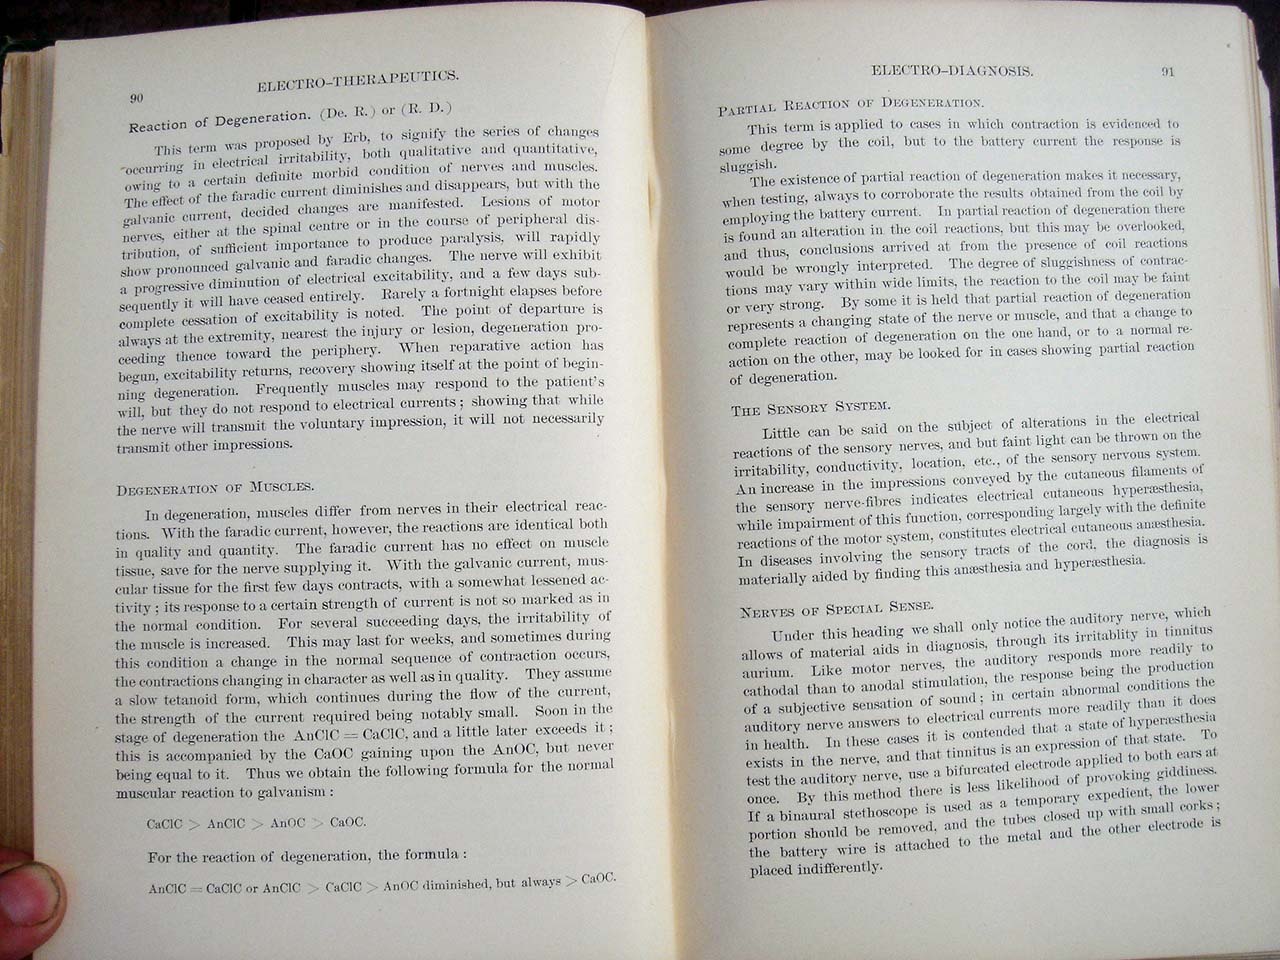 90
ELECTRO-THERAPEUTICS.
Reaction of Degeneration. (De. R.) or (R. D.)
This term was proposed by Erb, to signify the series of changes
occurring in electrical irritability, both qualitative and quantitative,
owing to a certain definite morbid condition of nerves and muscles.
The effect of the faradic current diminishes and disappears, but with the
galvanic current, decided changes are manifested. Lesions of motor
nerves, either at the spinal centre or in the course of peripheral dis-
tribution, of sufficient importance to produce paralysis, will rapidly
show pronounced galvanic and faradic changes. The nerve will exhibit
a progressive diminution of electrical excitability, and a few days sub-
sequently it will have ceased entirely. Rarely a fortnight elapses before
complete cessation of excitability is noted. The point of departure is
always at the extremity, nearest the injury or lesion, degeneration pro-
ceeding thence toward the periphery. When reparative action has
begun, excitability returns, recovery showing itself at the point of begin-
ning degeneration. Frequently muscles may respond to the patient's
will, but they do not respond to electrical currents; showing that while
the nerve will transmit the voluntary impression, it will not necessarily
transmit other impressions.
DEGENERATION OF MUSCLES.
In degeneration, muscles differ from nerves in their electrical reac-
tions. With the faradic current, however, the reactions are identical both
in quality and quantity. The faradic current has no effect on muscle
tissue, save for the nerve supplying it. With the galvanic current, mus-
cular tissue for the first few days contracts, with a somewhat lessened ac-
tivity; its response to a certain strength of current is not so marked as in
the normal condition. For several succeeding days, the irritability of
the muscle is increased. This may last for weeks, and sometimes during
this condition a change in the normal sequence of contraction occurs,
the contractions changing in character as well as in quality. They assume
a slow tetanoid form, which continues during the flow of the current,
the strength of the current required being notably small. Soon in the
stage of degeneration the AnClC = CaClC, and a little later exceeds it;
this is accompanied by the CaOC gaining upon the AnOC, but never
being equal to it. Thus we obtain the following formula for the normal
muscular reaction to galvanism:
CaClC > AnClC > AnOC > CaOC.
For the reaction of degeneration, the formula:
AnClC = CaClC or AnClC > CaClC > AnOC diminished, but always > CaOC.
ELECTRO-DIAGNOSIS.
91
PARTIAL REACTION OF DEGENERATION.
This term is applied to cases in which contraction is evidenced to
some degree by the coil, but to the battery current the response is
sluggish.
The existence of partial reaction of degeneration makes it necessary,
when testing, always to corroborate the results obtained from the coil by
employing the battery current. In partial reaction of degeneration there
is found an alteration in the coil reactions, but this may be overlooked,
and thus, conclusions arrived at from the presence of coil reactions
would be wrongly interpreted. The degree of sluggishness of contrac-
tions may vary within wide limits, the reaction to the coil may be faint
or very strong. By some it is held that partial reaction of degeneration
represents a changing state of the nerve or muscle, and that a change to
complete reaction of degeneration on the one hand, or to a normal re-
action on the other, may be looked for in cases showing partial reaction
of degeneration.
THE SENSORY SYSTEM.
Little can be said on the subject of alterations in the electrical
reactions of the sensory nerves, and but faint light can be thrown on the
irritability, conductivity, location, etc., of the sensory nervous system.
An increase in the impressions conveyed by the cutaneous filaments of
the sensory nerve-fibres indicates electrical cutaneous hyperæsthesia,
while impairment of this function, corresponding largely with the definite
reactions of the motor system, constitutes electrical cutaneous anæsthesia.
In diseases involving the sensory tracts of the cord, the diagnosis is
materially aided by finding this anæsthesia and hyperæsthesia.
NERVES OF SPECIAL SENSE.
Under this heading we shall only notice the auditory nerve, which
allows of material aids in diagnosis, through its irritablity in tinnitus
aurium. Like motor nerves, the auditory responds more readily to
cathodal than to anodal stimulation, the response being the production
of a subjective sensation of sound; in certain abnormal conditions the
auditory nerve answers to electrical currents more readily than it does
in health. In these cases it is contended that a state of hyperæsthesia
exists in the nerve, and that tinnitus is an expression of that state. To
test the auditory nerve, use a bifurcated electrode applied to both ears at
once. By this method there is less likelihood of provoking giddiness.
If a binaural stethoscope is used as a temporary expedient, the lower
portion should be removed, and the tubes closed up with small corks;
the battery wire is attached to the metal and the other electrode is
placed indifferently.